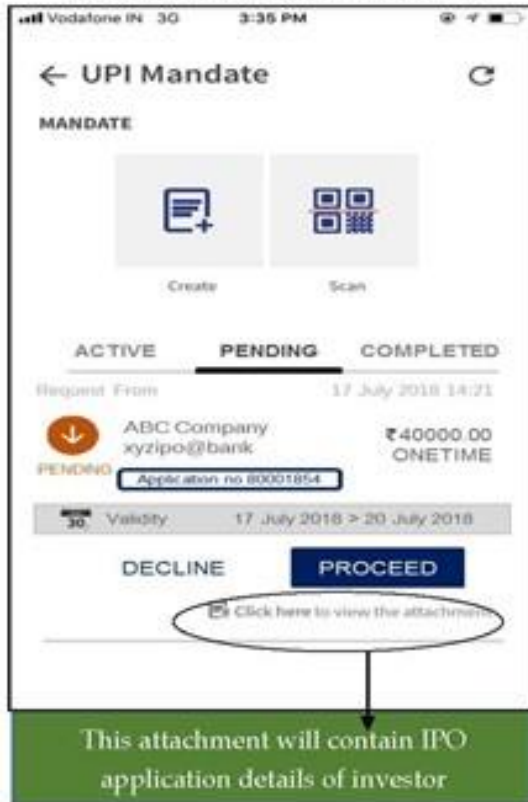 Vodafone IN 3G 3:35 PM
← UPI Mandate
MANDATE
Create Scan
ACTIVE PENDING COMPLETED
Request From 17 July 2018 14:21
ABC Company ₹40000.00
xyzipo@bank ONETIME
PENDING
Application no 80001854
30 Validity 17 July 2018 > 20 July 2018
DECLINE PROCEED
Click here to view the attachment
This attachment will contain IPO
application details of investor